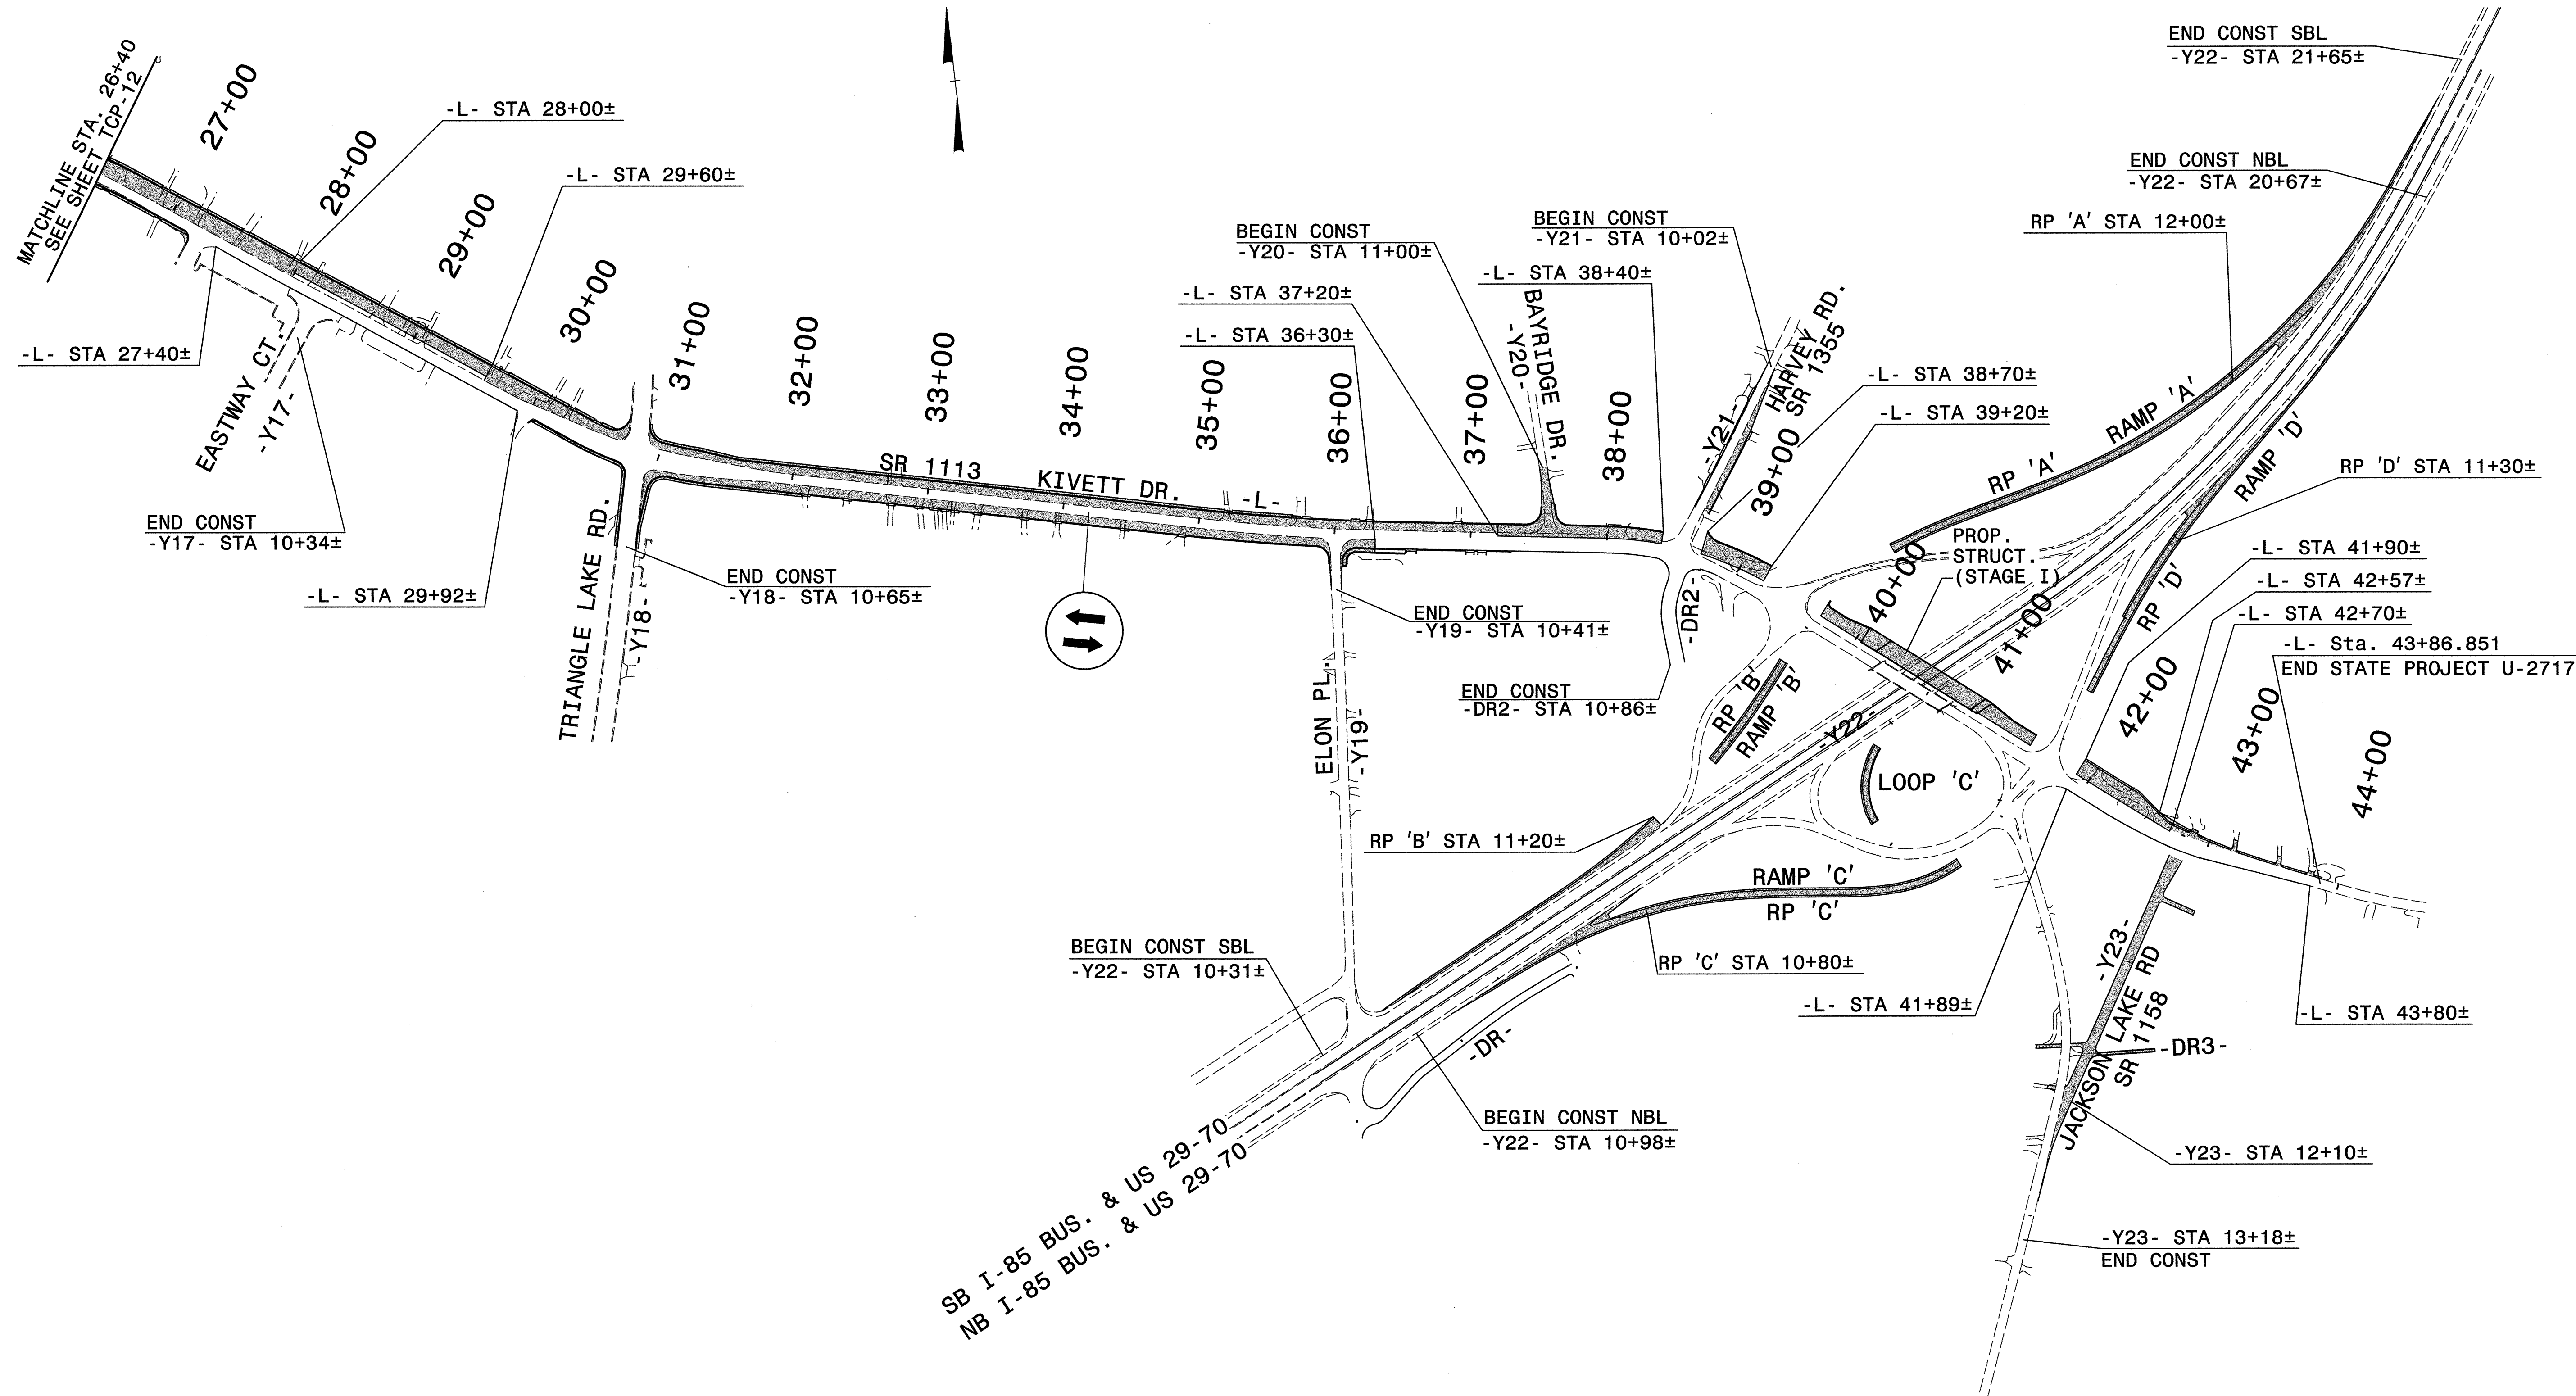 MATCHLINE STA. 26+40
SEE SHEET TCP-12
27+00
28+00
29+00
30+00
31+00
32+00
33+00
34+00
35+00
36+00
37+00
38+00
39+00
40+00
41+00
42+00
43+00
44+00
-L- STA 28+00±
-L- STA 29+60±
-L- STA 27+40±
EASTWAY CT.
-Y17-
END CONST
-Y17- STA 10+34±
-L- STA 29+92±
TRIANGLE LAKE RD.
-Y18-
END CONST
-Y18- STA 10+65±
SR 1113
KIVETT DR.
-L-
BEGIN CONST
-Y20- STA 11+00±
-L- STA 37+20±
-L- STA 36+30±
BEGIN CONST
-Y21- STA 10+02±
-L- STA 38+40±
BAYRIDGE DR.
-Y20-
-Y21-
HARVEY RD.
SR 1355
-L- STA 38+70±
-L- STA 39+20±
END CONST
-Y19- STA 10+41±
ELON PL.
-Y19-
-DR2-
END CONST
-DR2- STA 10+86±
END CONST SBL
-Y22- STA 21+65±
END CONST NBL
-Y22- STA 20+67±
RP 'A' STA 12+00±
RAMP 'A'
RP 'A'
RAMP 'D'
RP 'D' STA 11+30±
RP 'D'
PROP.
STRUCT.
(STAGE I)
-L- STA 41+90±
-L- STA 42+57±
-L- STA 42+70±
-L- Sta. 43+86.851
END STATE PROJECT U-2717
RP 'B'
RAMP 'B'
-Y22-
LOOP 'C'
RP 'B' STA 11+20±
RAMP 'C'
RP 'C'
RP 'C' STA 10+80±
BEGIN CONST SBL
-Y22- STA 10+31±
-L- STA 41+89±
-L- STA 43+80±
-DR-
-Y23-
JACKSON LAKE RD
SR 1158
-DR3-
BEGIN CONST NBL
-Y22- STA 10+98±
-Y23- STA 12+10±
SB I-85 BUS. & US 29-70
NB I-85 BUS. & US 29-70
-Y23- STA 13+18±
END CONST